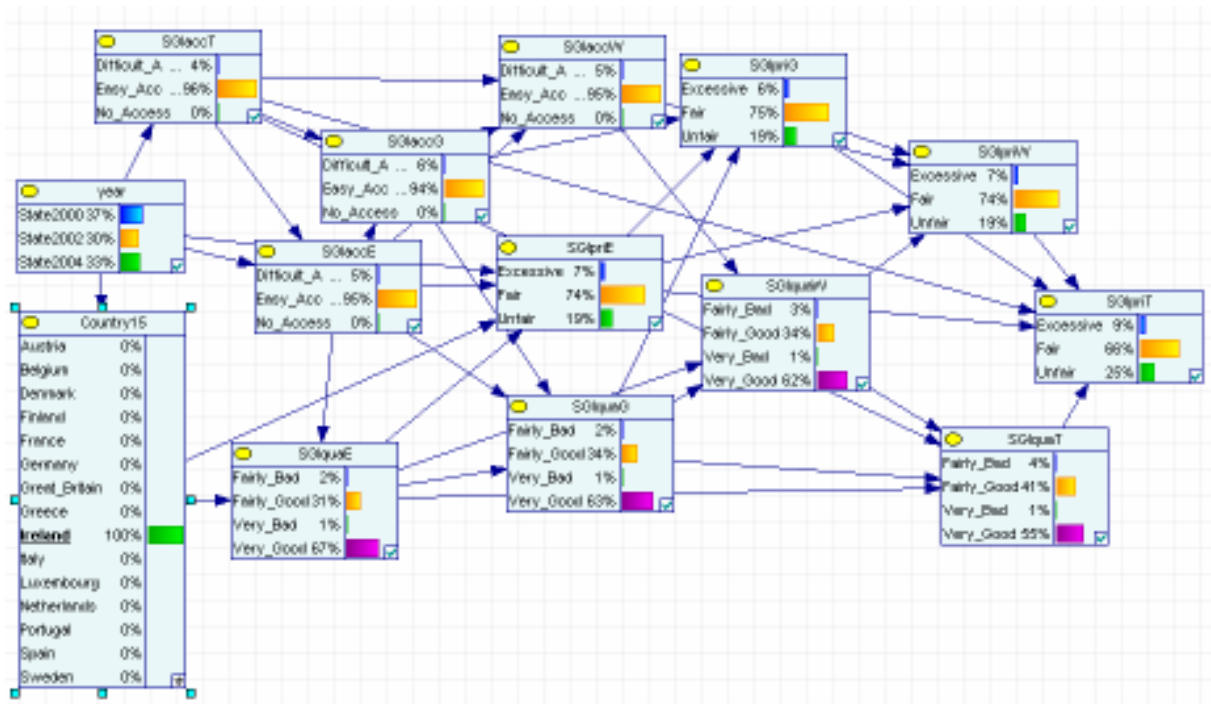 SGIaccT
Difficult_A ... 4%
Easy_Acc ...96%
No_Access 0%
SGIaccW
Difficult_A ... 5%
Easy_Acc ...95%
No_Access 0%
SGIpriG
Excessive 6%
Fair 75%
Unfair 19%
SGIaccG
Difficult_A ... 6%
Easy_Acc ...94%
No_Access 0%
SGIpriW
Excessive 7%
Fair 74%
Unfair 19%
year
State2000 37%
State2002 30%
State2004 33%
SGIaccE
Difficult_A ... 5%
Easy_Acc ...95%
No_Access 0%
SGIpriE
Excessive 7%
Fair 74%
Unfair 19%
SGIquaW
Fairly_Bad 3%
Fairly_Good 34%
Very_Bad 1%
Very_Good 62%
SGIpriT
Excessive 9%
Fair 66%
Unfair 25%
Country15
Austria 0%
Belgium 0%
Denmark 0%
Finland 0%
France 0%
Germany 0%
Great_Britain 0%
Greece 0%
Ireland 100%
Italy 0%
Luxembourg 0%
Netherlands 0%
Portugal 0%
Spain 0%
Sweden 0%
SGIquaE
Fairly_Bad 2%
Fairly_Good 31%
Very_Bad 1%
Very_Good 67%
SGIquaG
Fairly_Bad 2%
Fairly_Good 34%
Very_Bad 1%
Very_Good 63%
SGIquaT
Fairly_Bad 4%
Fairly_Good 41%
Very_Bad 1%
Very_Good 55%